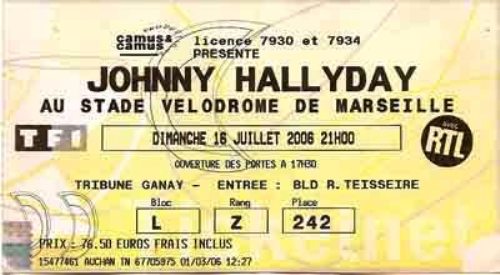 camus & camus licence 7930 et 7934
PRESENTE
JOHNNY HALLYDAY
AU STADE VELODROME DE MARSEILLE
TF1 DIMANCHE 16 JUILLET 2006 21H00 AVEC RTL
OUVERTURE DES PORTES A 17H30
TRIBUNE GANAY - ENTREE : BLD R. TEISSEIRE
Bloc Rang Place
L Z 242
PRIX : 76.50 EUROS FRAIS INCLUS
15477461 AUCHAN TN 67705975 01/03/06 12:27